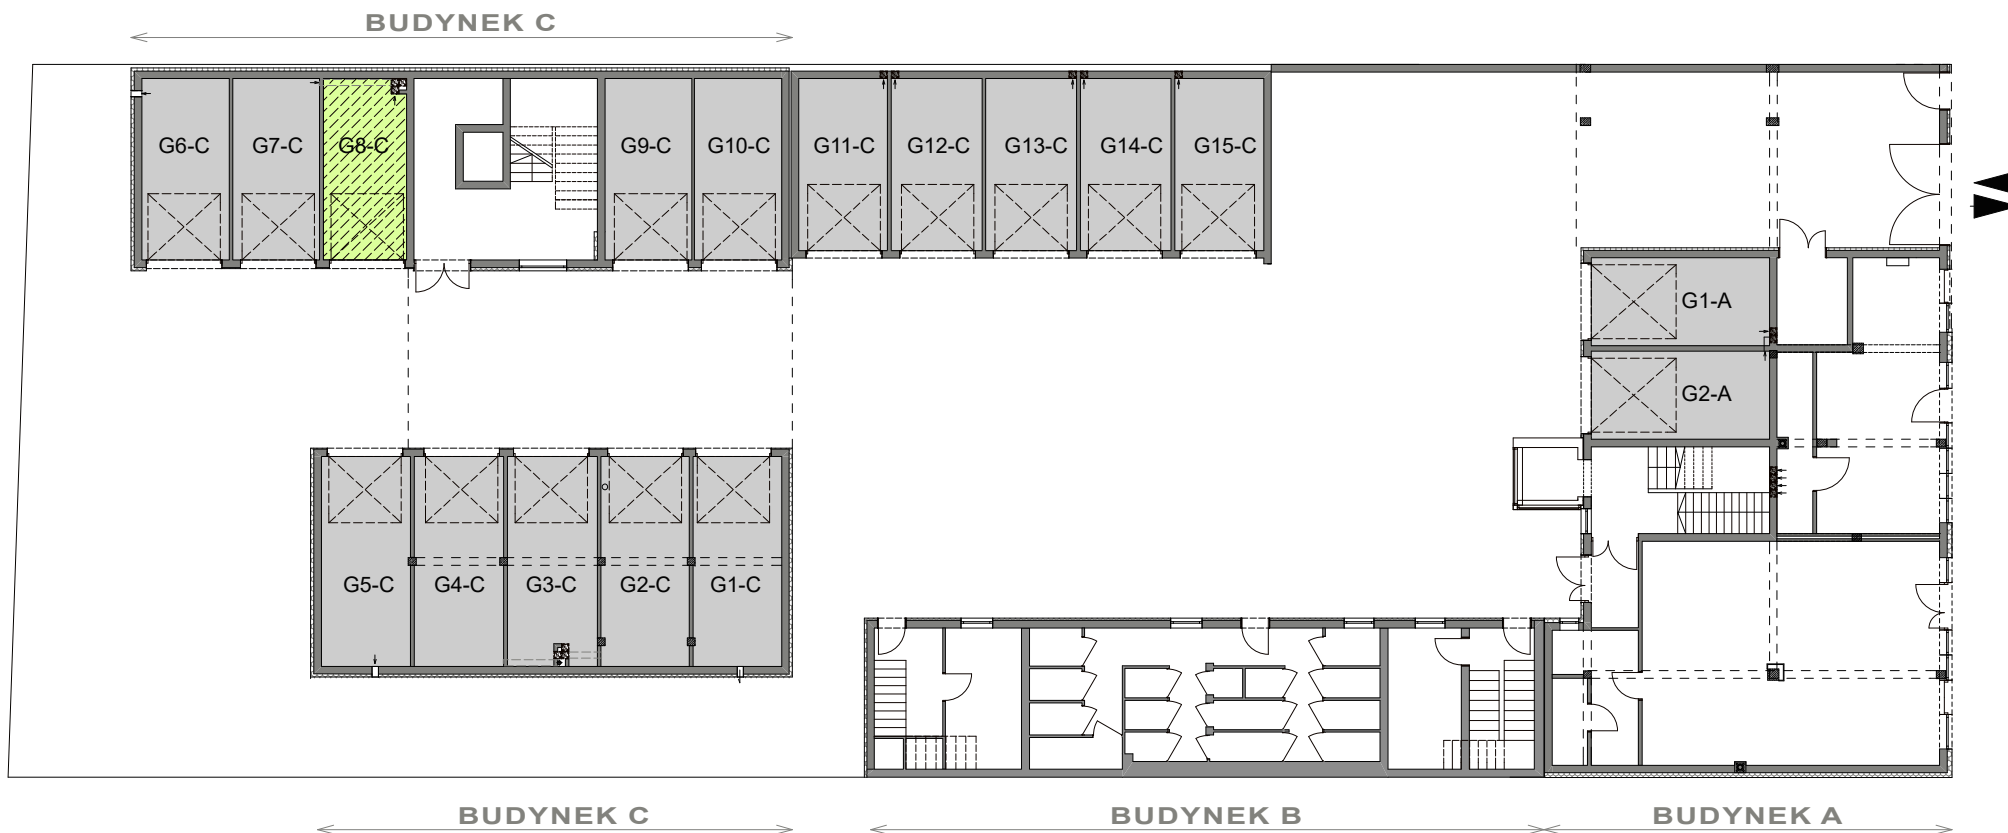 BUDYNEK C
G6-C G7-C G8-C G9-C G10-C G11-C G12-C G13-C G14-C G15-C
G1-A
G2-A
G5-C G4-C G3-C G2-C G1-C
BUDYNEK C BUDYNEK B BUDYNEK A